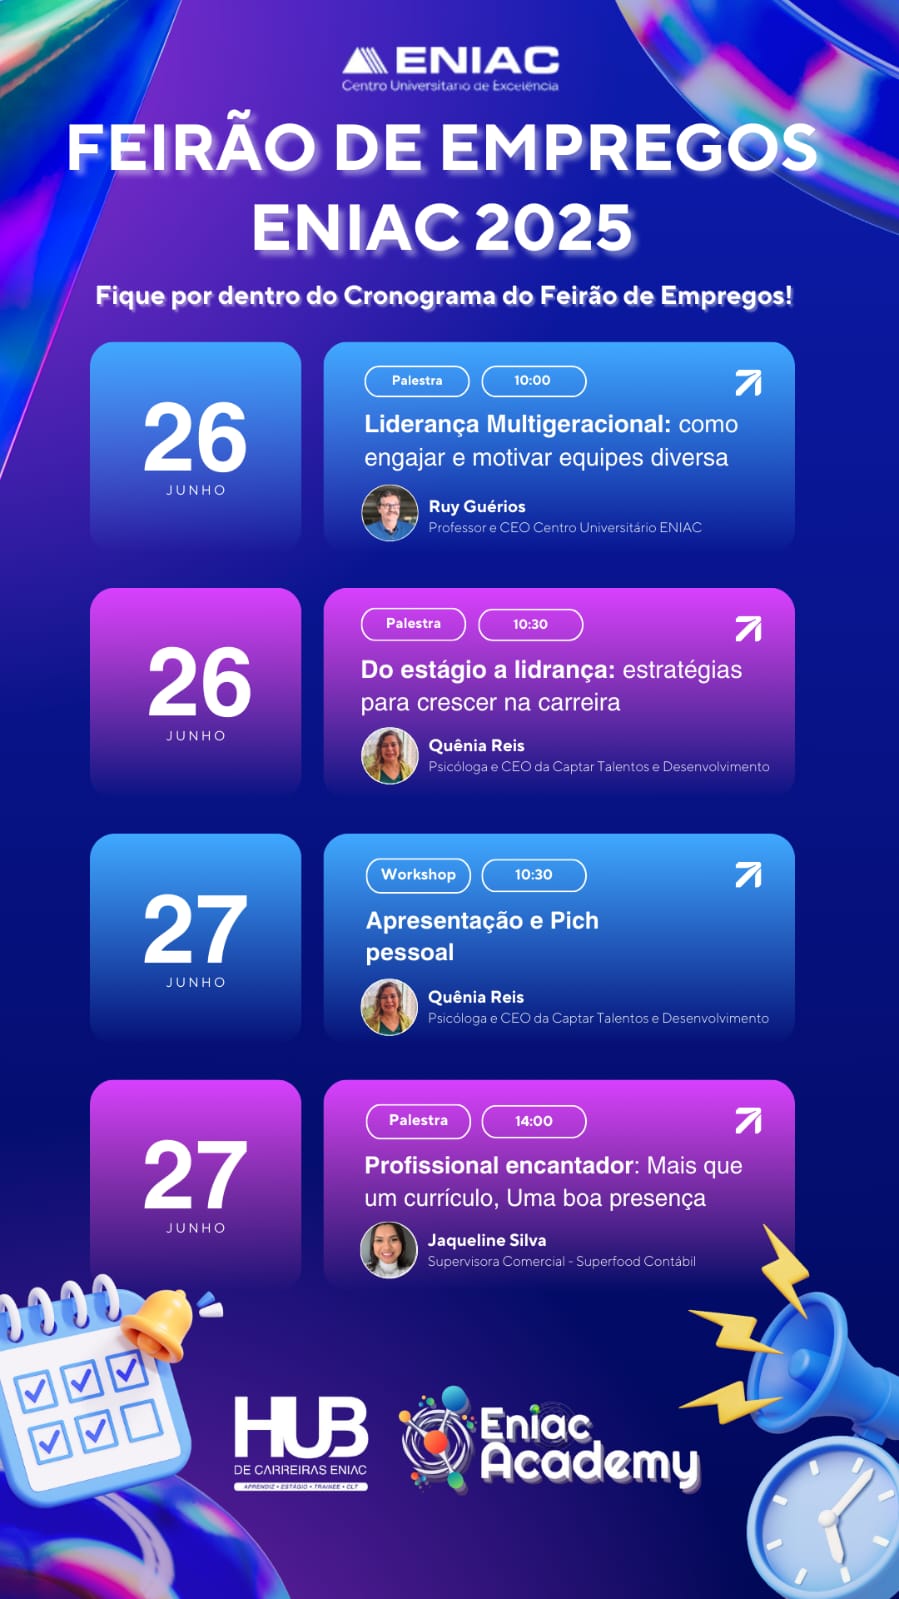 ENIAC
Centro Universitário de Excelência
FEIRÃO DE EMPREGOS
ENIAC 2025
Fique por dentro do Cronograma do Feirão de Empregos!
26
JUNHO
Palestra
10:00
Liderança Multigeracional: como
engajar e motivar equipes diversa
Ruy Guérios
Professor e CEO Centro Universitário ENIAC
26
JUNHO
Palestra
10:30
Do estágio a lidrança: estratégias
para crescer na carreira
Quênia Reis
Psicóloga e CEO da Captar Talentos e Desenvolvimento
27
JUNHO
Workshop
10:30
Apresentação e Pich
pessoal
Quênia Reis
Psicóloga e CEO da Captar Talentos e Desenvolvimento
27
JUNHO
Palestra
14:00
Profissional encantador: Mais que
um currículo, Uma boa presença
Jaqueline Silva
Supervisora Comercial - Superfood Contábil
HUB
DE CARREIRAS ENIAC
APRENDIZ • ESTÁGIO • TRAINEE • CLT
Eniac
Academy